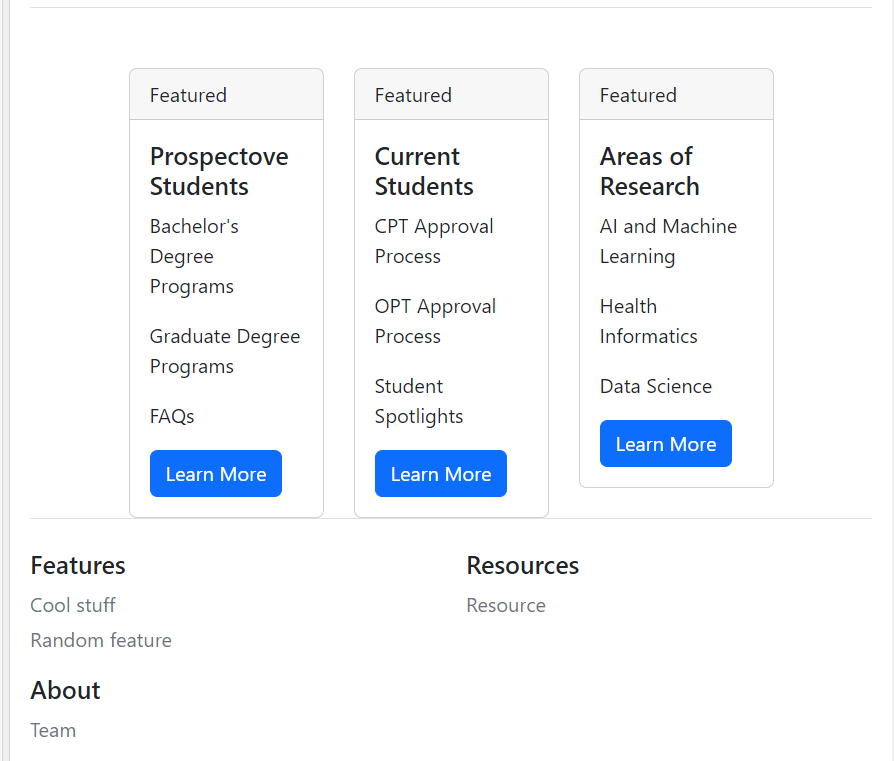 Featured
Prospectove
Students
Bachelor's
Degree
Programs
Graduate Degree
Programs
FAQs
Learn More
Featured
Current
Students
CPT Approval
Process
OPT Approval
Process
Student
Spotlights
Learn More
Featured
Areas of
Research
AI and Machine
Learning
Health
Informatics
Data Science
Learn More
Features
Cool stuff
Random feature
Resources
Resource
About
Team